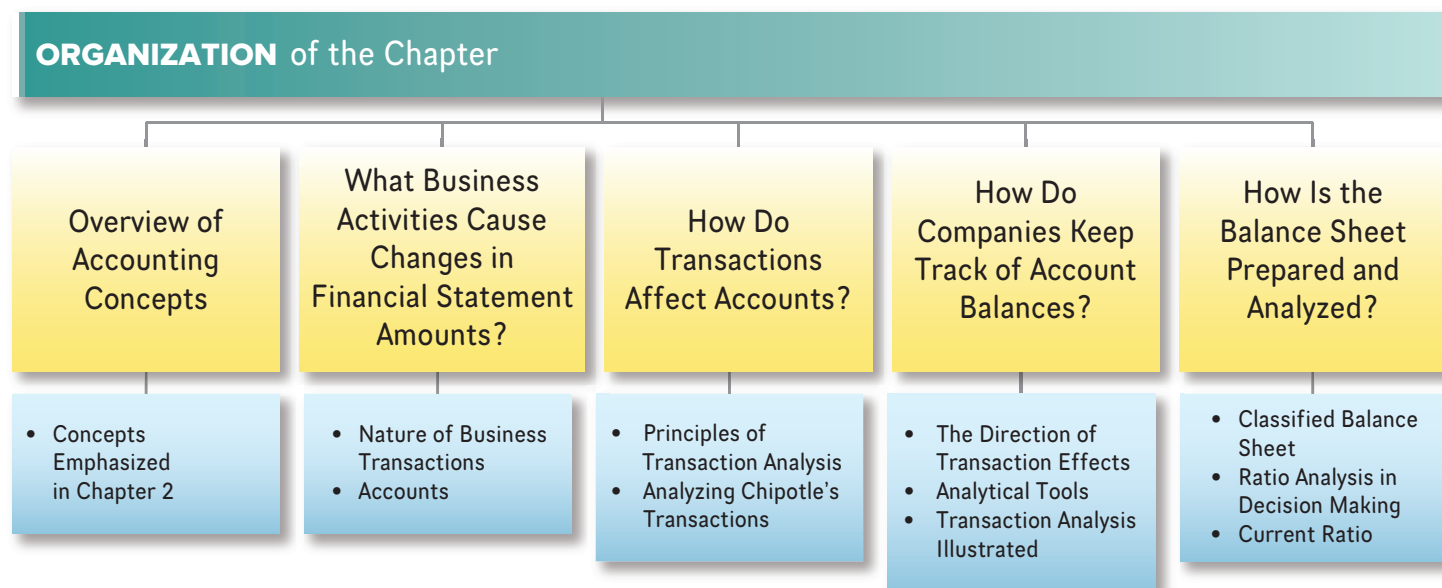 ORGANIZATION of the Chapter
Overview of
Accounting
Concepts
What Business
Activities Cause
Changes in
Financial Statement
Amounts?
How Do
Transactions
Affect Accounts?
How Do
Companies Keep
Track of Account
Balances?
How Is the
Balance Sheet
Prepared and
Analyzed?
• Concepts
Emphasized
in Chapter 2
• Nature of Business
Transactions
• Accounts
• Principles of
Transaction Analysis
• Analyzing Chipotle’s
Transactions
• The Direction of
Transaction Effects
• Analytical Tools
• Transaction Analysis
Illustrated
• Classified Balance
Sheet
• Ratio Analysis in
Decision Making
• Current Ratio